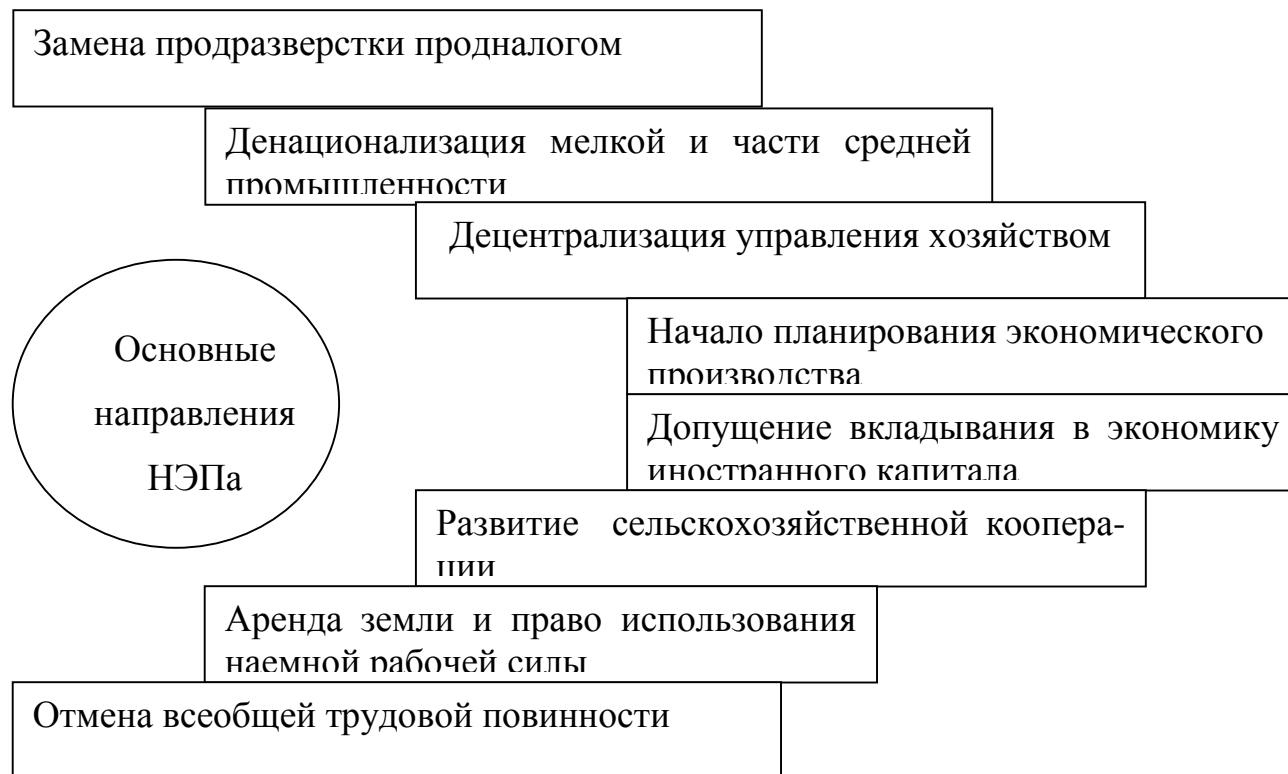 Замена продразверстки продналогом
Денационализация мелкой и части средней
промышленности
Децентрализация управления хозяйством
Начало планирования экономического
производства
Допущение вкладывания в экономику
иностранного капитала
Основные
направления
НЭПа
Развитие сельскохозяйственной коопера-
ции
Аренда земли и право использования
наемной рабочей силы
Отмена всеобщей трудовой повинности